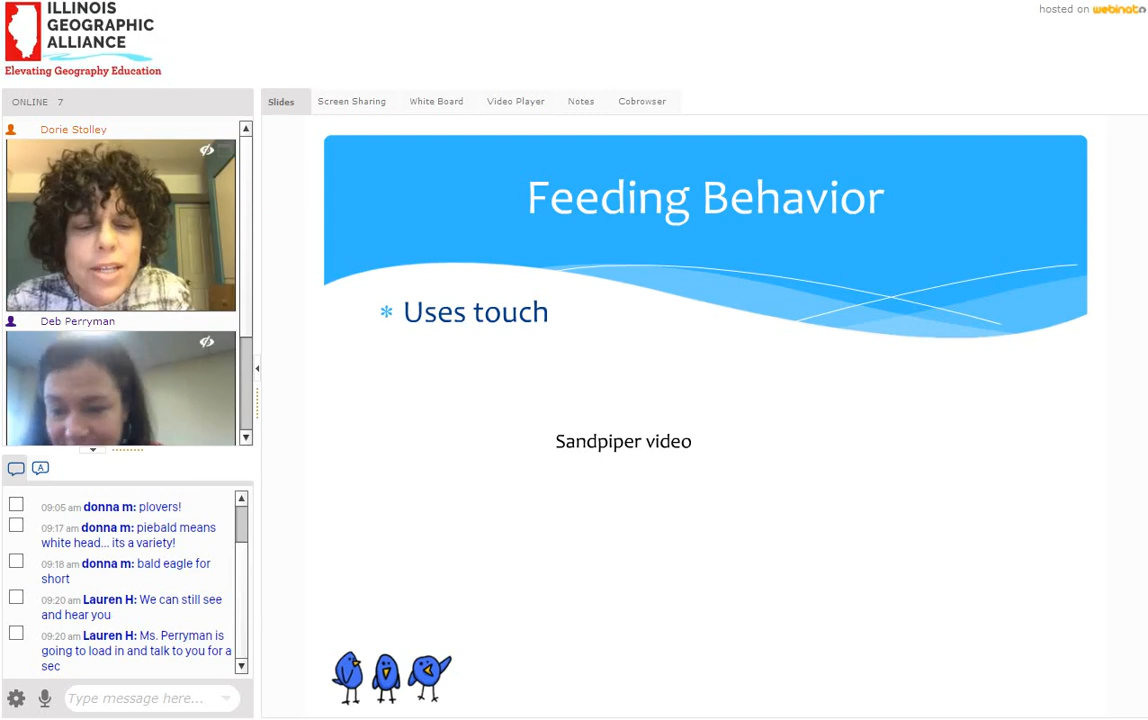 ILLINOIS
GEOGRAPHIC
ALLIANCE
Elevating Geography Education
hosted on webinato
ONLINE 7
Slides
Screen Sharing
White Board
Video Player
Notes
Cobrowser
Dorie Stolley
Deb Perryman
Feeding Behavior
Uses touch
Sandpiper video
A
09:05 am donna m: plovers!
09:17 am donna m: piebald means
white head... its a variety!
09:18 am donna m: bald eagle for
short
09:20 am Lauren H: We can still see
and hear you
09:20 am Lauren H: Ms. Perryman is
going to load in and talk to you for a
sec
Type message here...